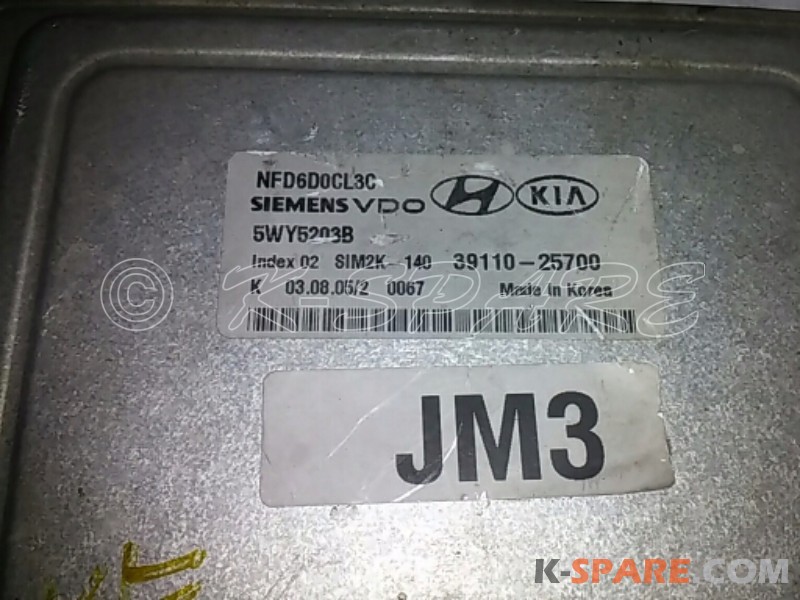 NFD6D0CL3C
SIEMENS VDO KIA
5WY5203B
Index 02 SIM2K-140 39110-25700
K 03.08.05/2 0067 Made in Korea
© K-SPARE
JM3
K-SPARE.COM